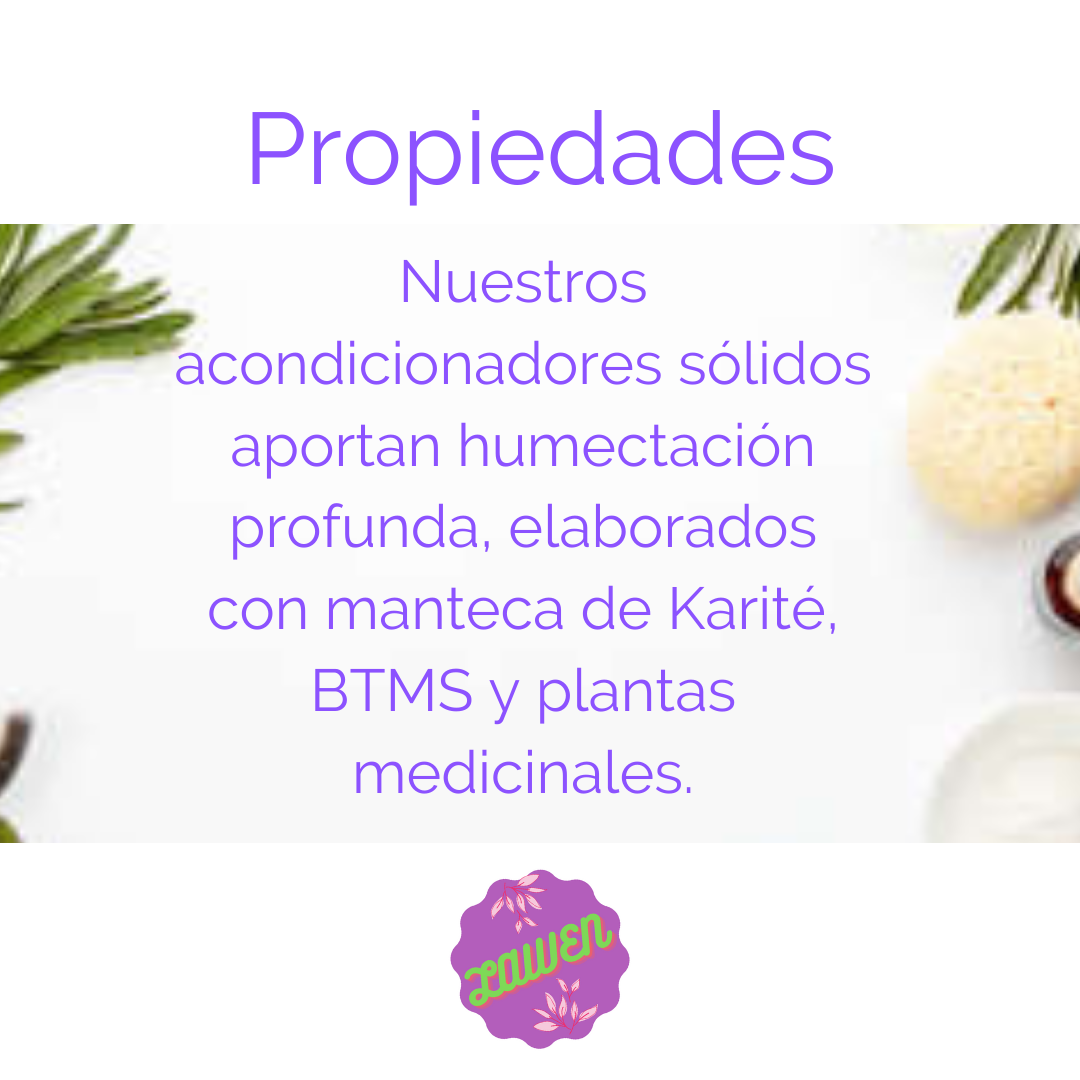 Propiedades
Nuestros
acondicionadores sólidos
aportan humectación
profunda, elaborados
con manteca de Karité,
BTMS y plantas
medicinales.
LAWEN